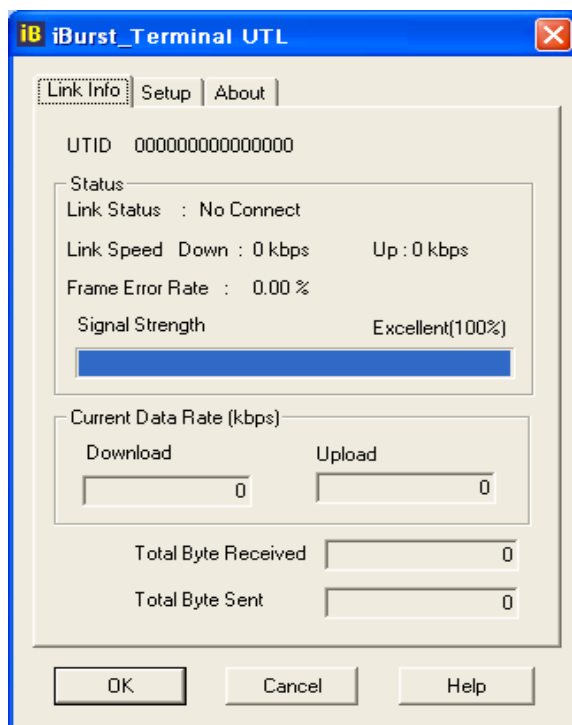 iB iBurst_Terminal UTL
Link Info Setup About
UTID 000000000000000
Status
Link Status : No Connect
Link Speed Down : 0 kbps Up : 0 kbps
Frame Error Rate : 0.00 %
Signal Strength Excellent(100%)
Current Data Rate (kbps)
Download Upload
0 0
Total Byte Received 0
Total Byte Sent 0
OK Cancel Help